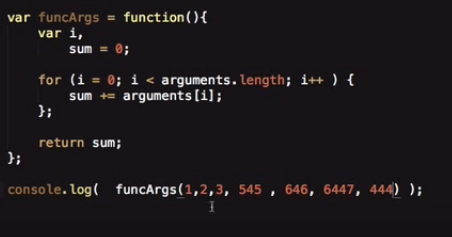 var funcArgs = function(){
    var i,
        sum = 0;

    for (i = 0; i < arguments.length; i++ ) {
        sum += arguments[i];
    };

    return sum;
};

console.log(  funcArgs(1,2,3, 545 , 646, 6447, 444) );